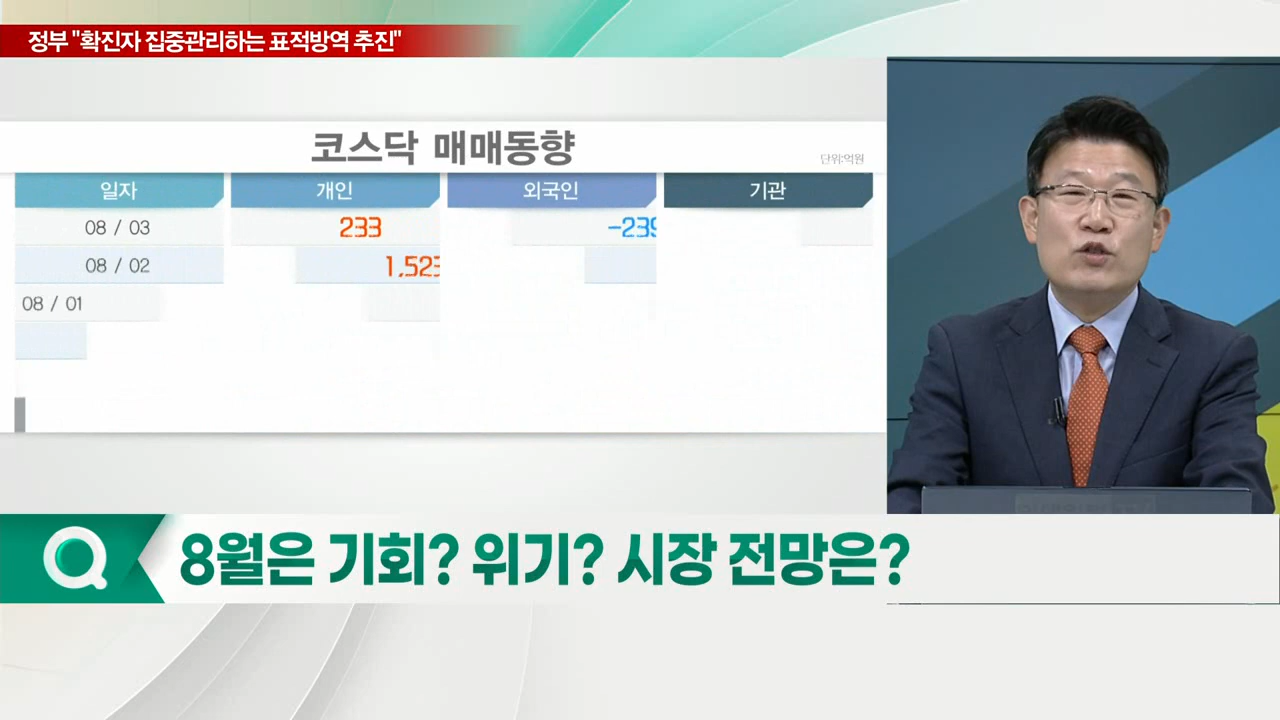 정부 "확진자 집중관리하는 표적방역 추진"
코스닥 매매동향
단위:억원
일자 개인 외국인 기관
08 / 03 233 -239
08 / 02 1,523
08 / 01
8월은 기회? 위기? 시장 전망은?